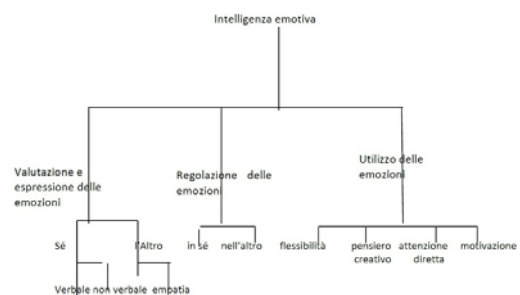 Intelligenza emotiva
Valutazione e
espressione delle
emozioni
Regolazione delle
emozioni
Utilizzo delle
emozioni
Sé l'Altro
in sé nell'altro
flessibilità pensiero attenzione motivazione
creativo diretta
Verbale non verbale empatia